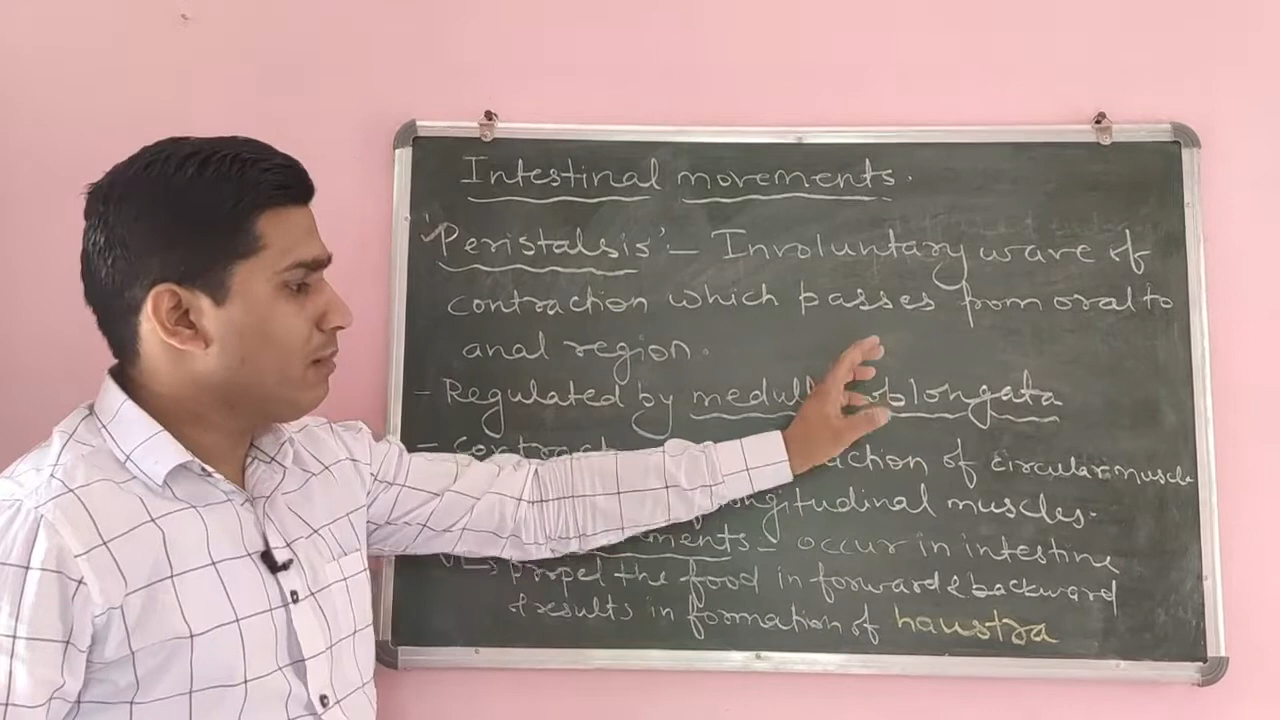 Intestinal movements.
'Peristalsis' – Involuntary wave of
contraction which passes from oral to
anal region.
- Regulated by medulla oblongata
- contract action of circular muscle
longitudinal muscles.
ments – occur in intestine
propel the food in forward & backward
& results in formation of haustra